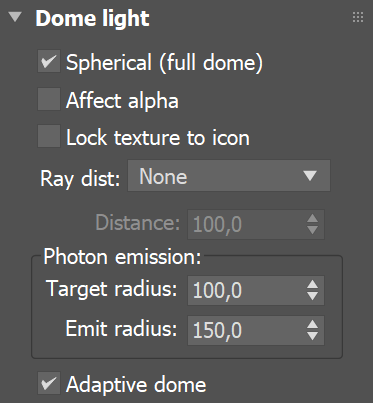 Dome light
Spherical (full dome)
Affect alpha
Lock texture to icon
Ray dist: None
Distance: 100,0
Photon emission:
Target radius: 100,0
Emit radius: 150,0
Adaptive dome